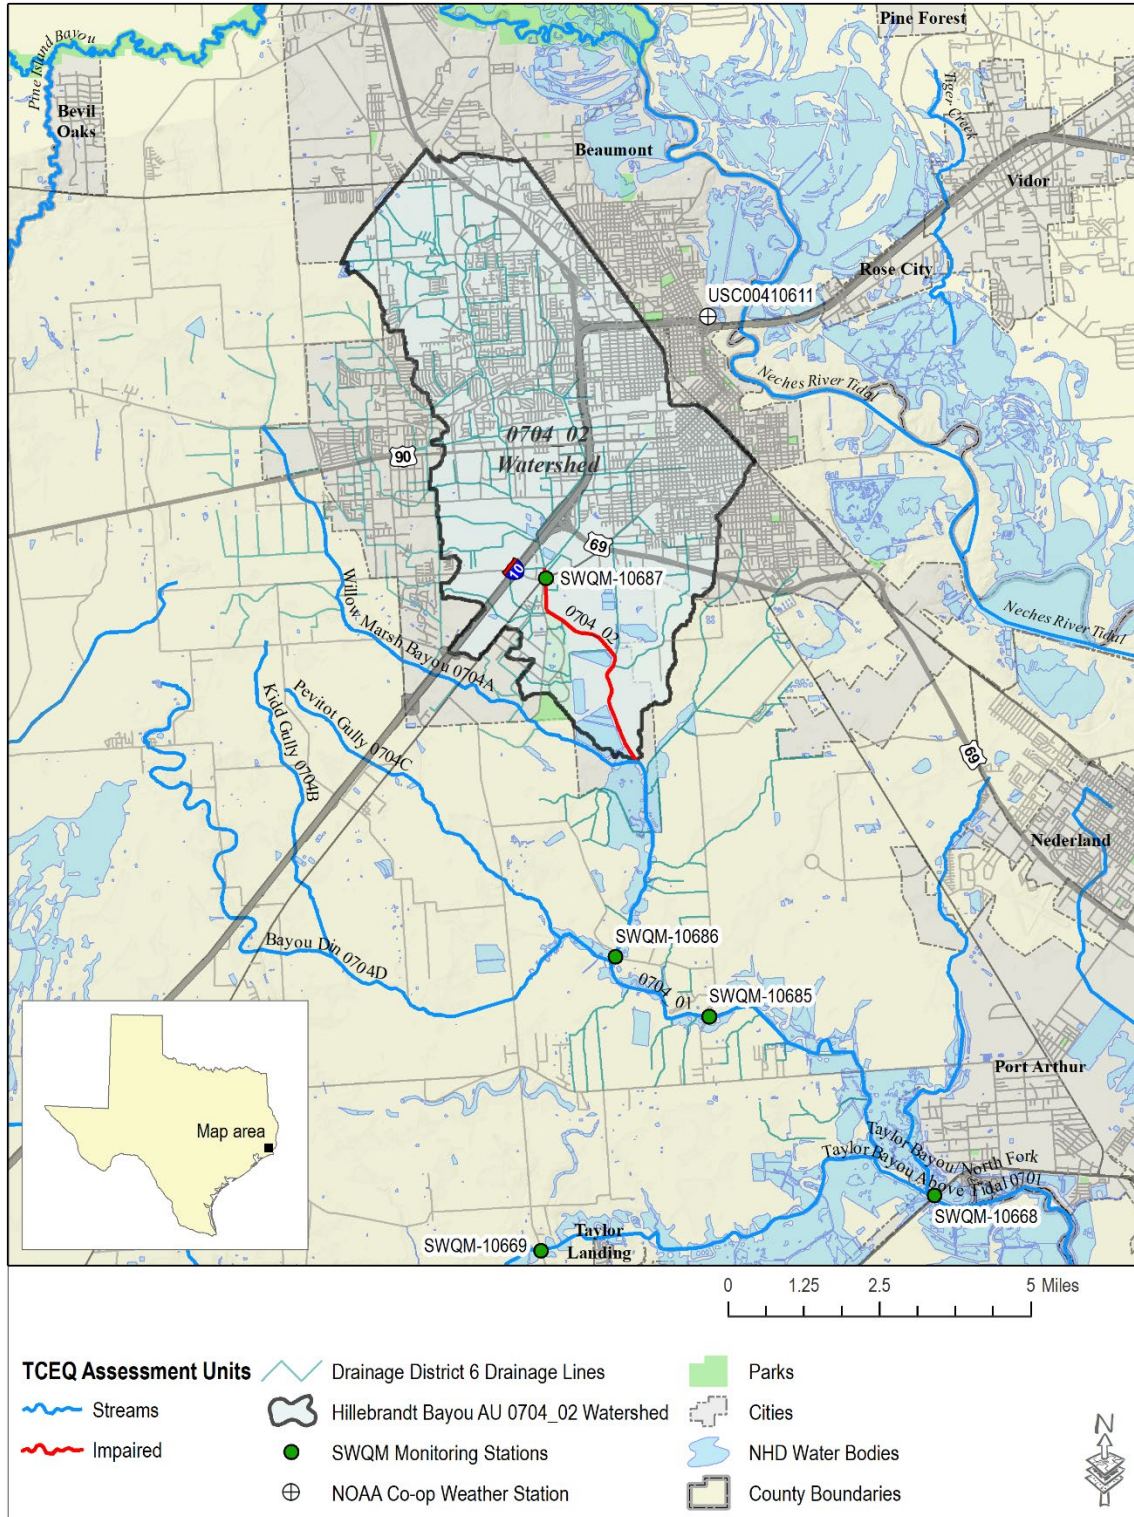 Pine Forest
Pine Island Bayou
Bevil
Oaks
Tiger Creek
Beaumont
Vidor
Rose City
USC00410611
Neches River Tidal
0704_02
Watershed
90
69
10
SWQM-10687
0704_02
Neches River Tidal
Willow Marsh Bayou 0704A
Pevitot Gully 0704C
Kidd Gully 0704B
69
Nederland
Bayou Din 0704D
SWQM-10686
0704_01
SWQM-10685
Port Arthur
Map area
Taylor Bayou/North Fork
Taylor Bayou Above Tidal 0701
SWQM-10668
SWQM-10669
Taylor
Landing
0 1.25 2.5 5 Miles
TCEQ Assessment Units
Streams
Impaired
Drainage District 6 Drainage Lines
Hillebrandt Bayou AU 0704_02 Watershed
SWQM Monitoring Stations
NOAA Co-op Weather Station
Parks
Cities
NHD Water Bodies
County Boundaries
N